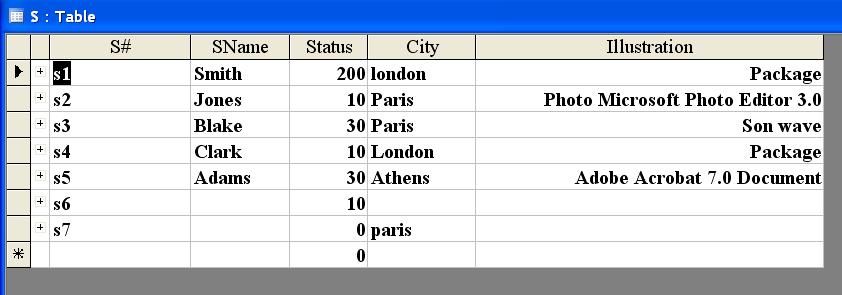 S : Table
S# SName Status City Illustration
+ s1 Smith 200 london Package
+ s2 Jones 10 Paris Photo Microsoft Photo Editor 3.0
+ s3 Blake 30 Paris Son wave
+ s4 Clark 10 London Package
+ s5 Adams 30 Athens Adobe Acrobat 7.0 Document
+ s6 10
+ s7 0 paris
* 0